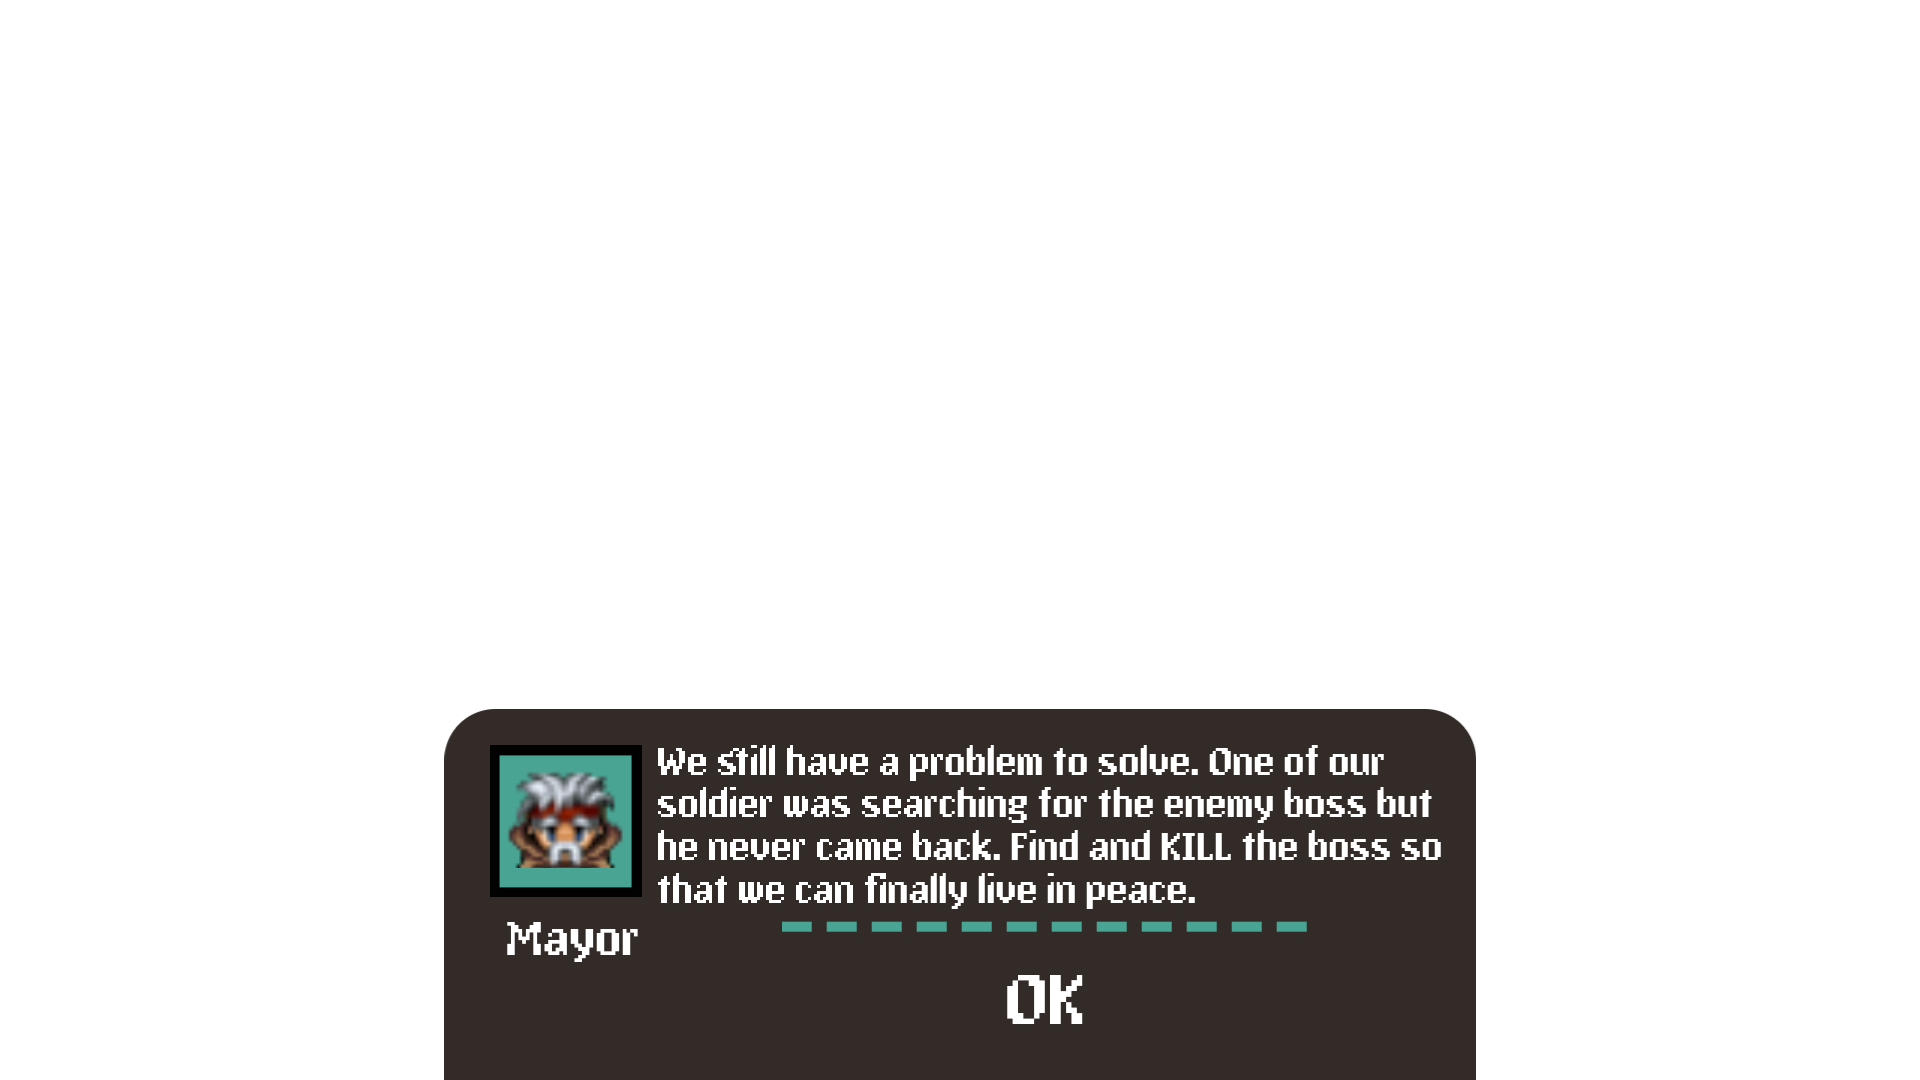 We still have a problem to solve. One of our
soldier was searching for the enemy boss but
he never came back. Find and KILL the boss so
that we can finally live in peace.
Mayor
OK